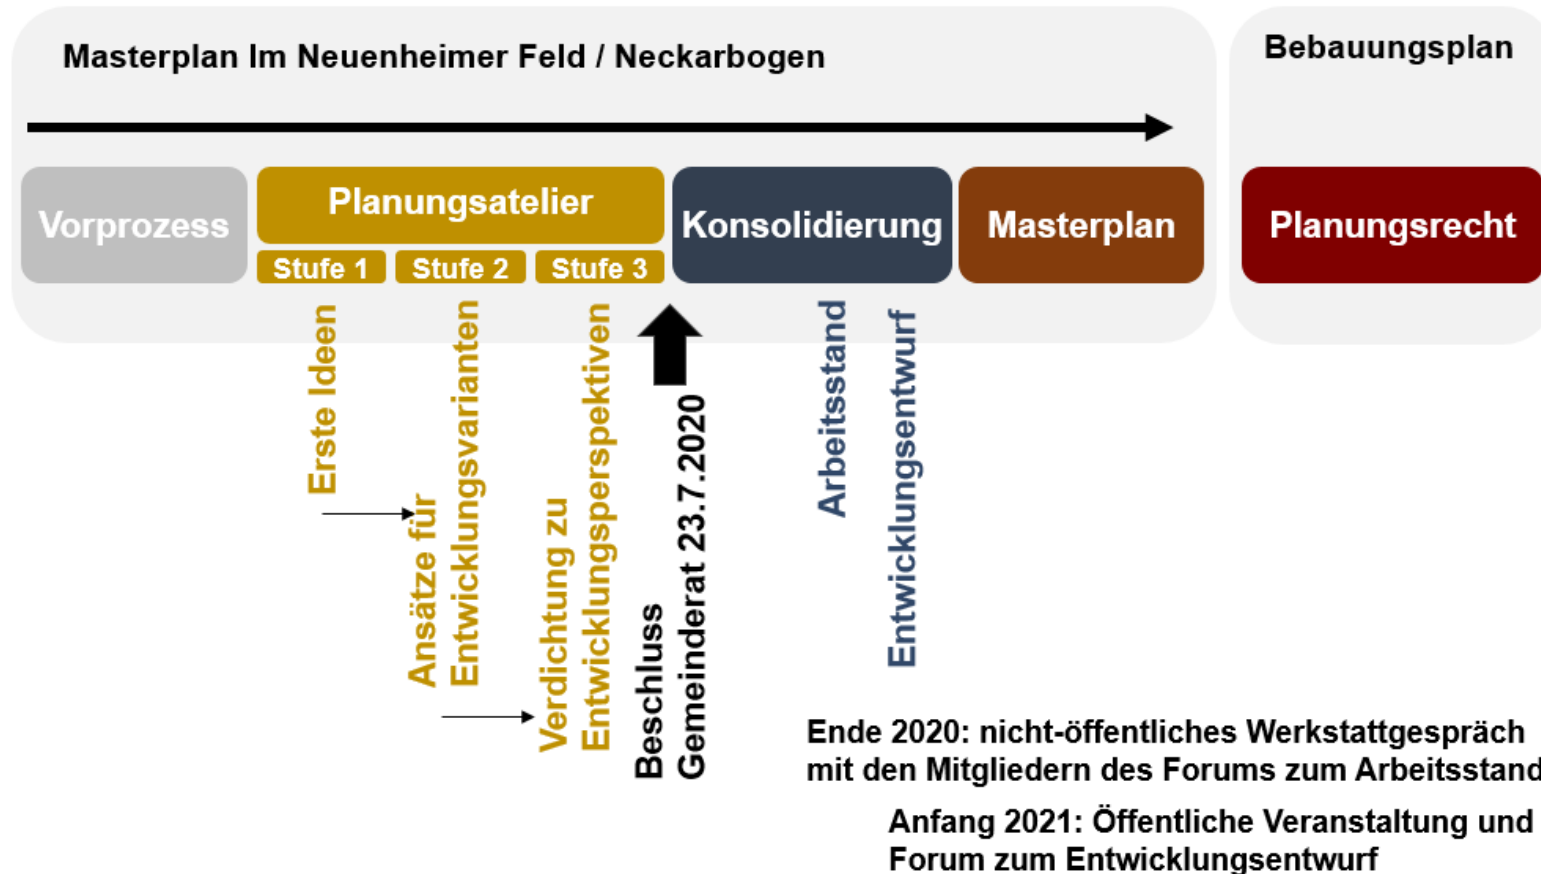 Masterplan Im Neuenheimer Feld / Neckarbogen
Bebauungsplan
Vorprozess
Planungsatelier
Stufe 1
Stufe 2
Stufe 3
Konsolidierung
Masterplan
Planungsrecht
Erste Ideen
Ansätze für
Entwicklungsvarianten
Verdichtung zu
Entwicklungsperspektiven
Beschluss
Gemeinderat 23.7.2020
Arbeitsstand
Entwicklungsentwurf
Ende 2020: nicht-öffentliches Werkstattgespräch
mit den Mitgliedern des Forums zum Arbeitsstand
Anfang 2021: Öffentliche Veranstaltung und
Forum zum Entwicklungsentwurf